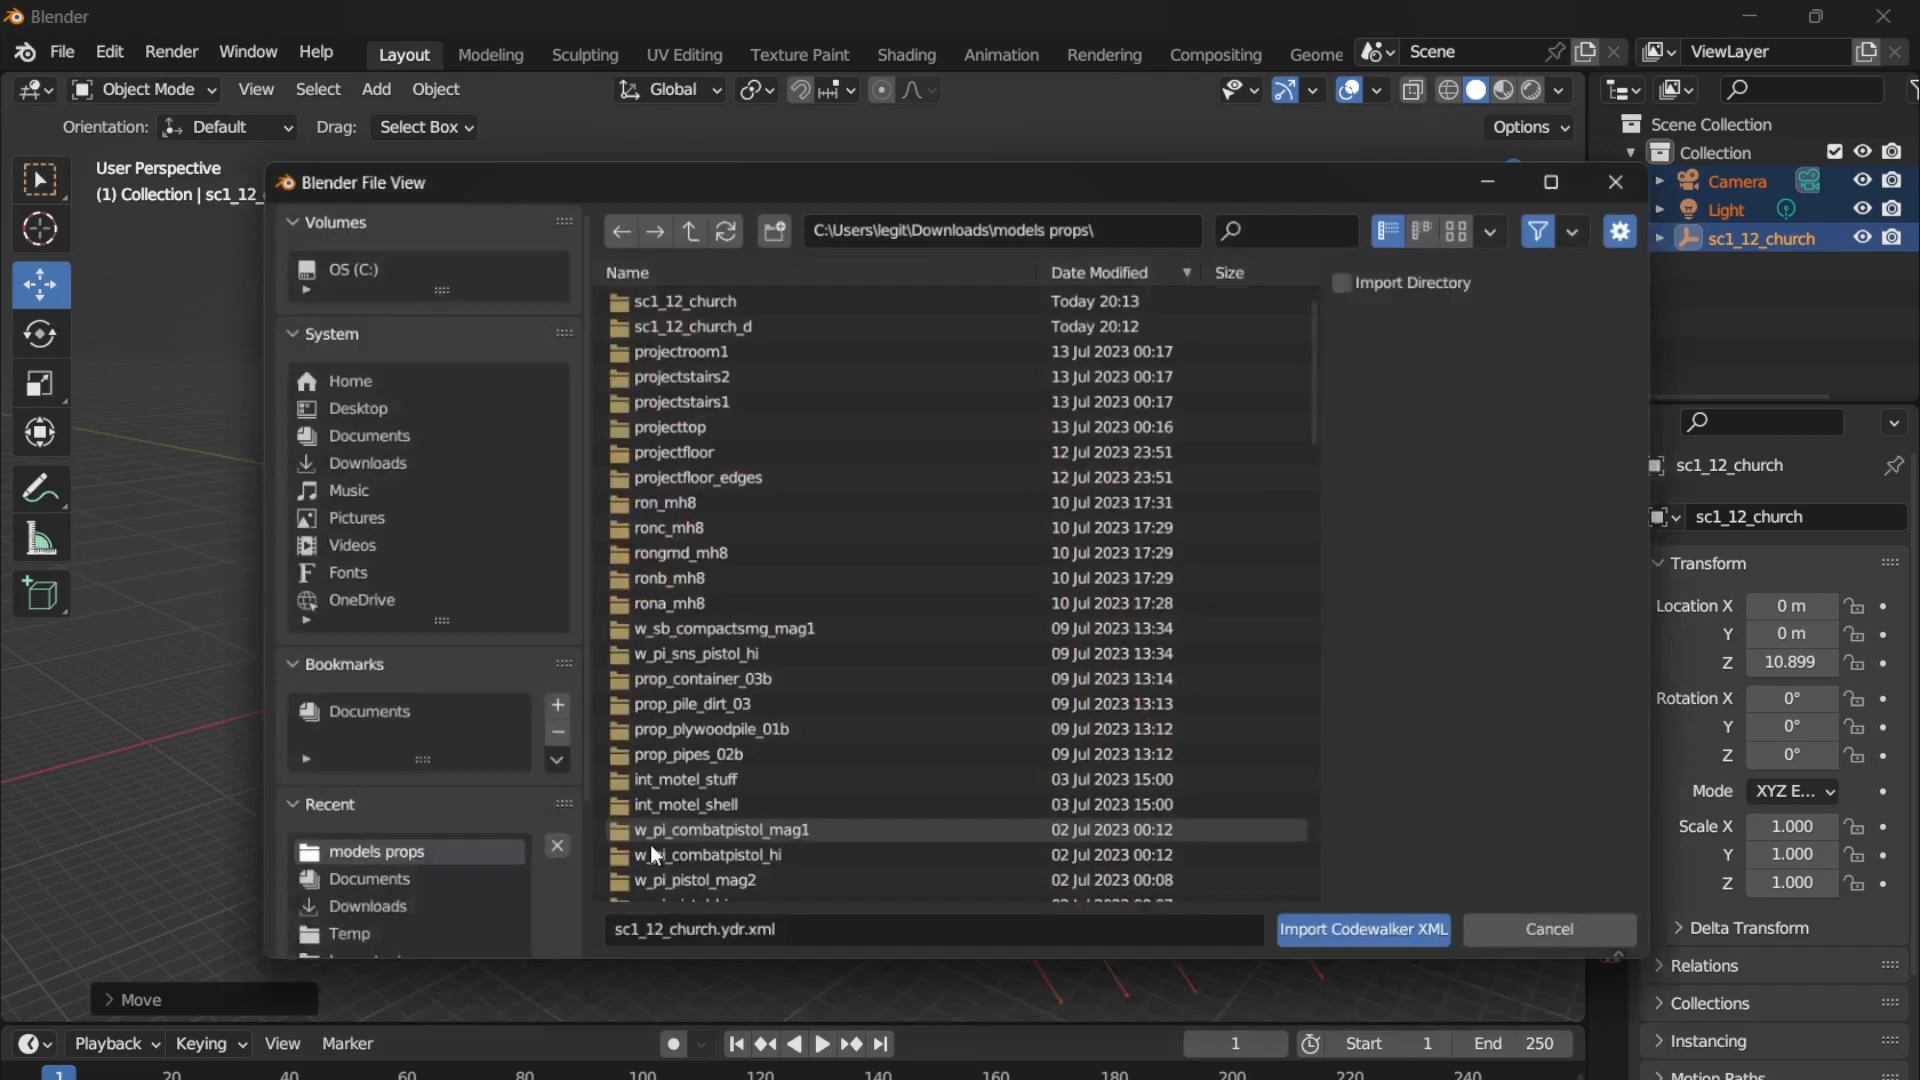 Blender
File Edit Render Window Help
Layout Modeling Sculpting UV Editing Texture Paint Shading Animation Rendering Compositing Geome
Scene
ViewLayer
Object Mode View Select Add Object
Global
Orientation: Default Drag: Select Box
Options
Scene Collection
Collection
Camera
Light
sc1_12_church
User Perspective
(1) Collection | sc1_12_
Blender File View
Volumes
OS (C:)
System
Home
Desktop
Documents
Downloads
Music
Pictures
Videos
Fonts
OneDrive
Bookmarks
Documents
Recent
models props
Documents
Downloads
Temp
C:\Users\legit\Downloads\models props\
Name Date Modified Size
sc1_12_church Today 20:13
sc1_12_church_d Today 20:12
projectroom1 13 Jul 2023 00:17
projectstairs2 13 Jul 2023 00:17
projectstairs1 13 Jul 2023 00:17
projecttop 13 Jul 2023 00:16
projectfloor 12 Jul 2023 23:51
projectfloor_edges 12 Jul 2023 23:51
ron_mh8 10 Jul 2023 17:31
ronc_mh8 10 Jul 2023 17:29
rongmd_mh8 10 Jul 2023 17:29
ronb_mh8 10 Jul 2023 17:29
rona_mh8 10 Jul 2023 17:28
w_sb_compactsmg_mag1 09 Jul 2023 13:34
w_pi_sns_pistol_hi 09 Jul 2023 13:34
prop_container_03b 09 Jul 2023 13:14
prop_pile_dirt_03 09 Jul 2023 13:13
prop_plywoodpile_01b 09 Jul 2023 13:12
prop_pipes_02b 09 Jul 2023 13:12
int_motel_stuff 03 Jul 2023 15:00
int_motel_shell 03 Jul 2023 15:00
w_pi_combatpistol_mag1 02 Jul 2023 00:12
w_pi_combatpistol_hi 02 Jul 2023 00:12
w_pi_pistol_mag2 02 Jul 2023 00:08
sc1_12_church.ydr.xml
Import Codewalker XML
Cancel
Import Directory
sc1_12_church
sc1_12_church
Transform
Location X 0 m
Y 0 m
Z 10.899
Rotation X 0°
Y 0°
Z 0°
Mode XYZ E...
Scale X 1.000
Y 1.000
Z 1.000
Delta Transform
Relations
Collections
Instancing
Motion Paths
Move
Playback Keying View Marker
1
Start 1
End 250
1 20 40 60 80 100 120 140 160 180 200 220 240